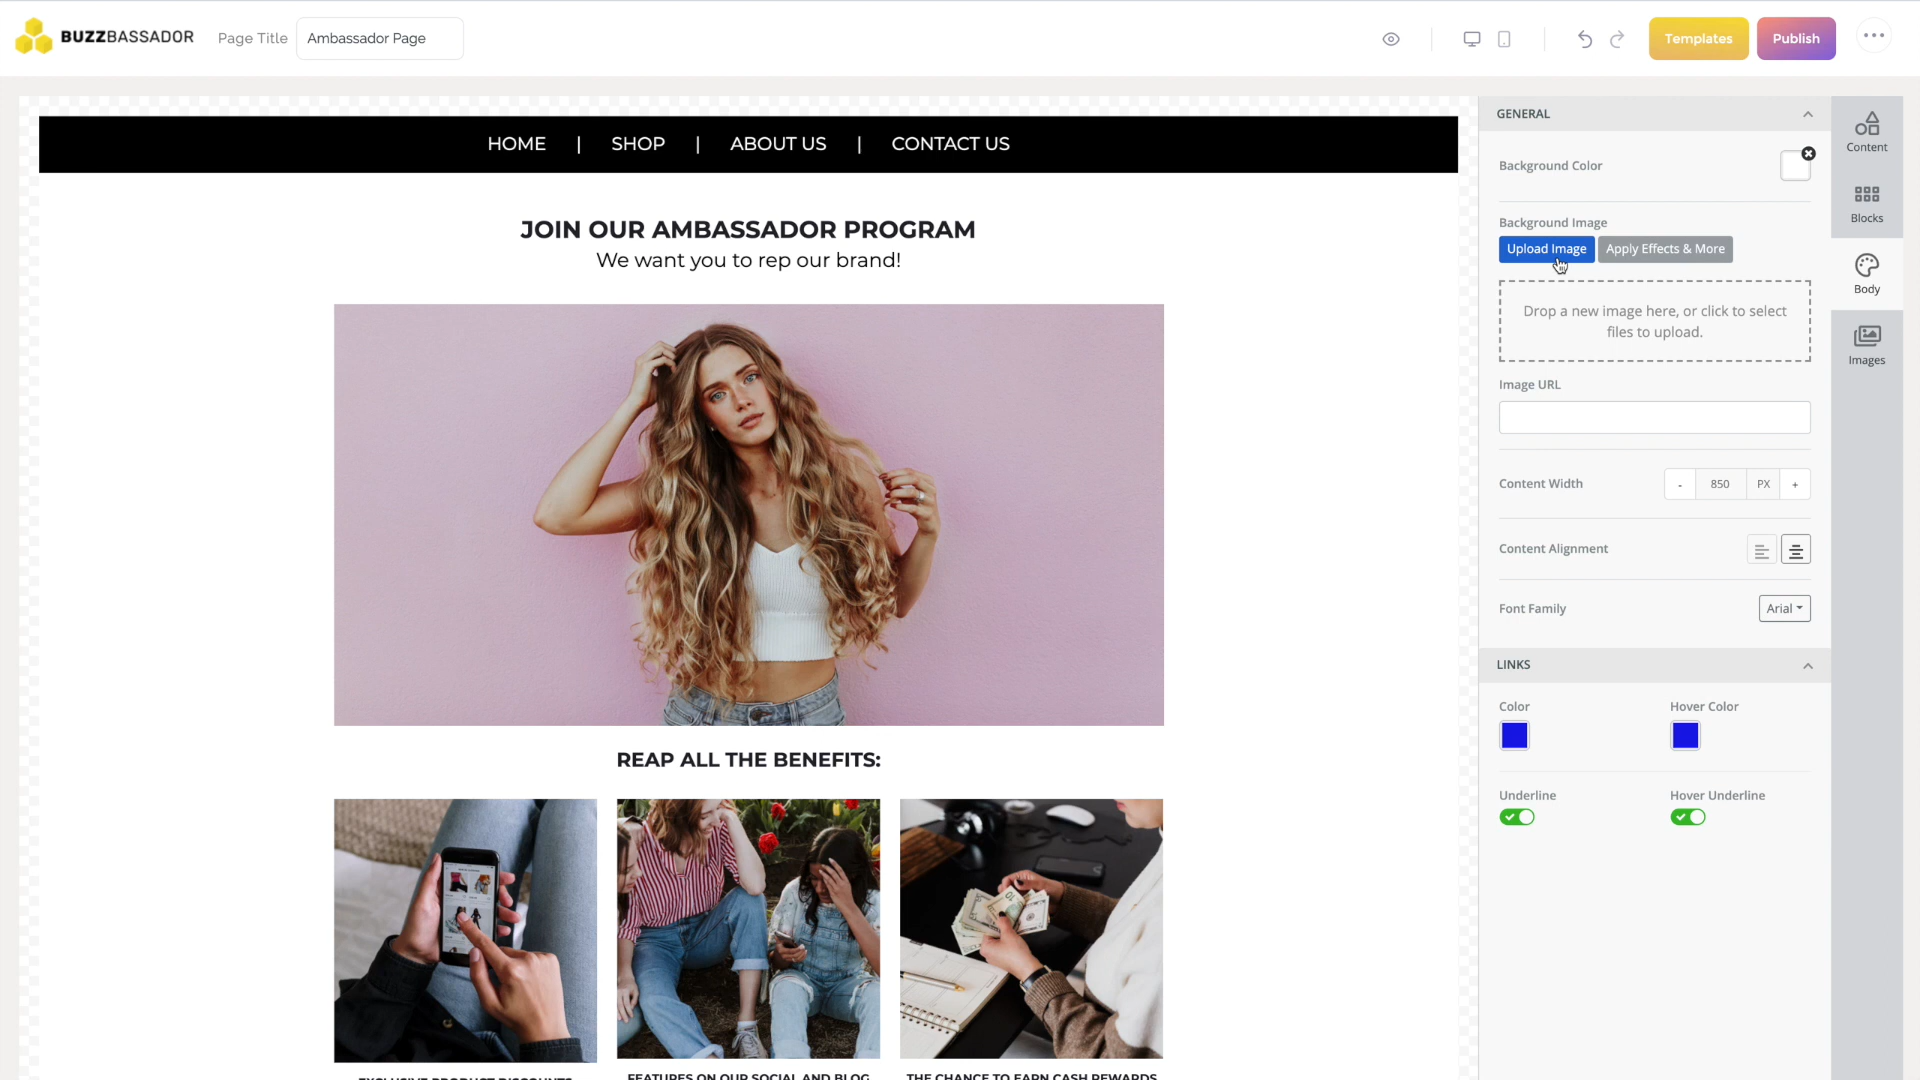 BUZZBASSADOR
Page Title
Ambassador Page
Templates
Publish
HOME | SHOP | ABOUT US | CONTACT US
JOIN OUR AMBASSADOR PROGRAM
We want you to rep our brand!
REAP ALL THE BENEFITS:
EXCLUSIVE PRODUCT DISCOUNTS
FEATURES ON OUR SOCIAL AND BLOG
THE CHANCE TO EARN CASH REWARDS
GENERAL
Background Color
Background Image
Upload Image
Apply Effects & More
Drop a new image here, or click to select
files to upload.
Image URL
Content Width
- 850 PX +
Content Alignment
Font Family
Arial
LINKS
Color
Hover Color
Underline
Hover Underline
Content
Blocks
Body
Images